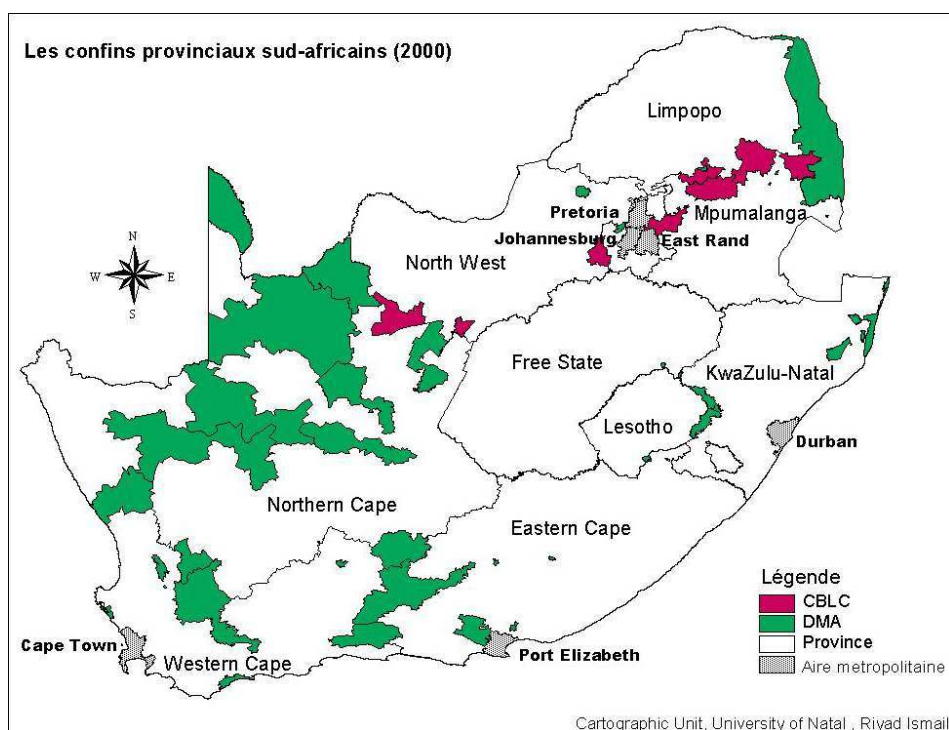 Les confins provinciaux sud-africains (2000)
Limpopo
Pretoria
Mpumalanga
Johannesburg
East Rand
North West
N
W
E
S
Free State
KwaZulu-Natal
Lesotho
Durban
Northern Cape
Eastern Cape
Légende
CBLC
DMA
Province
Aire metropolitaine
Cape Town
Western Cape
Port Elizabeth
Cartographic Unit, University of Natal , Riyad Ismail